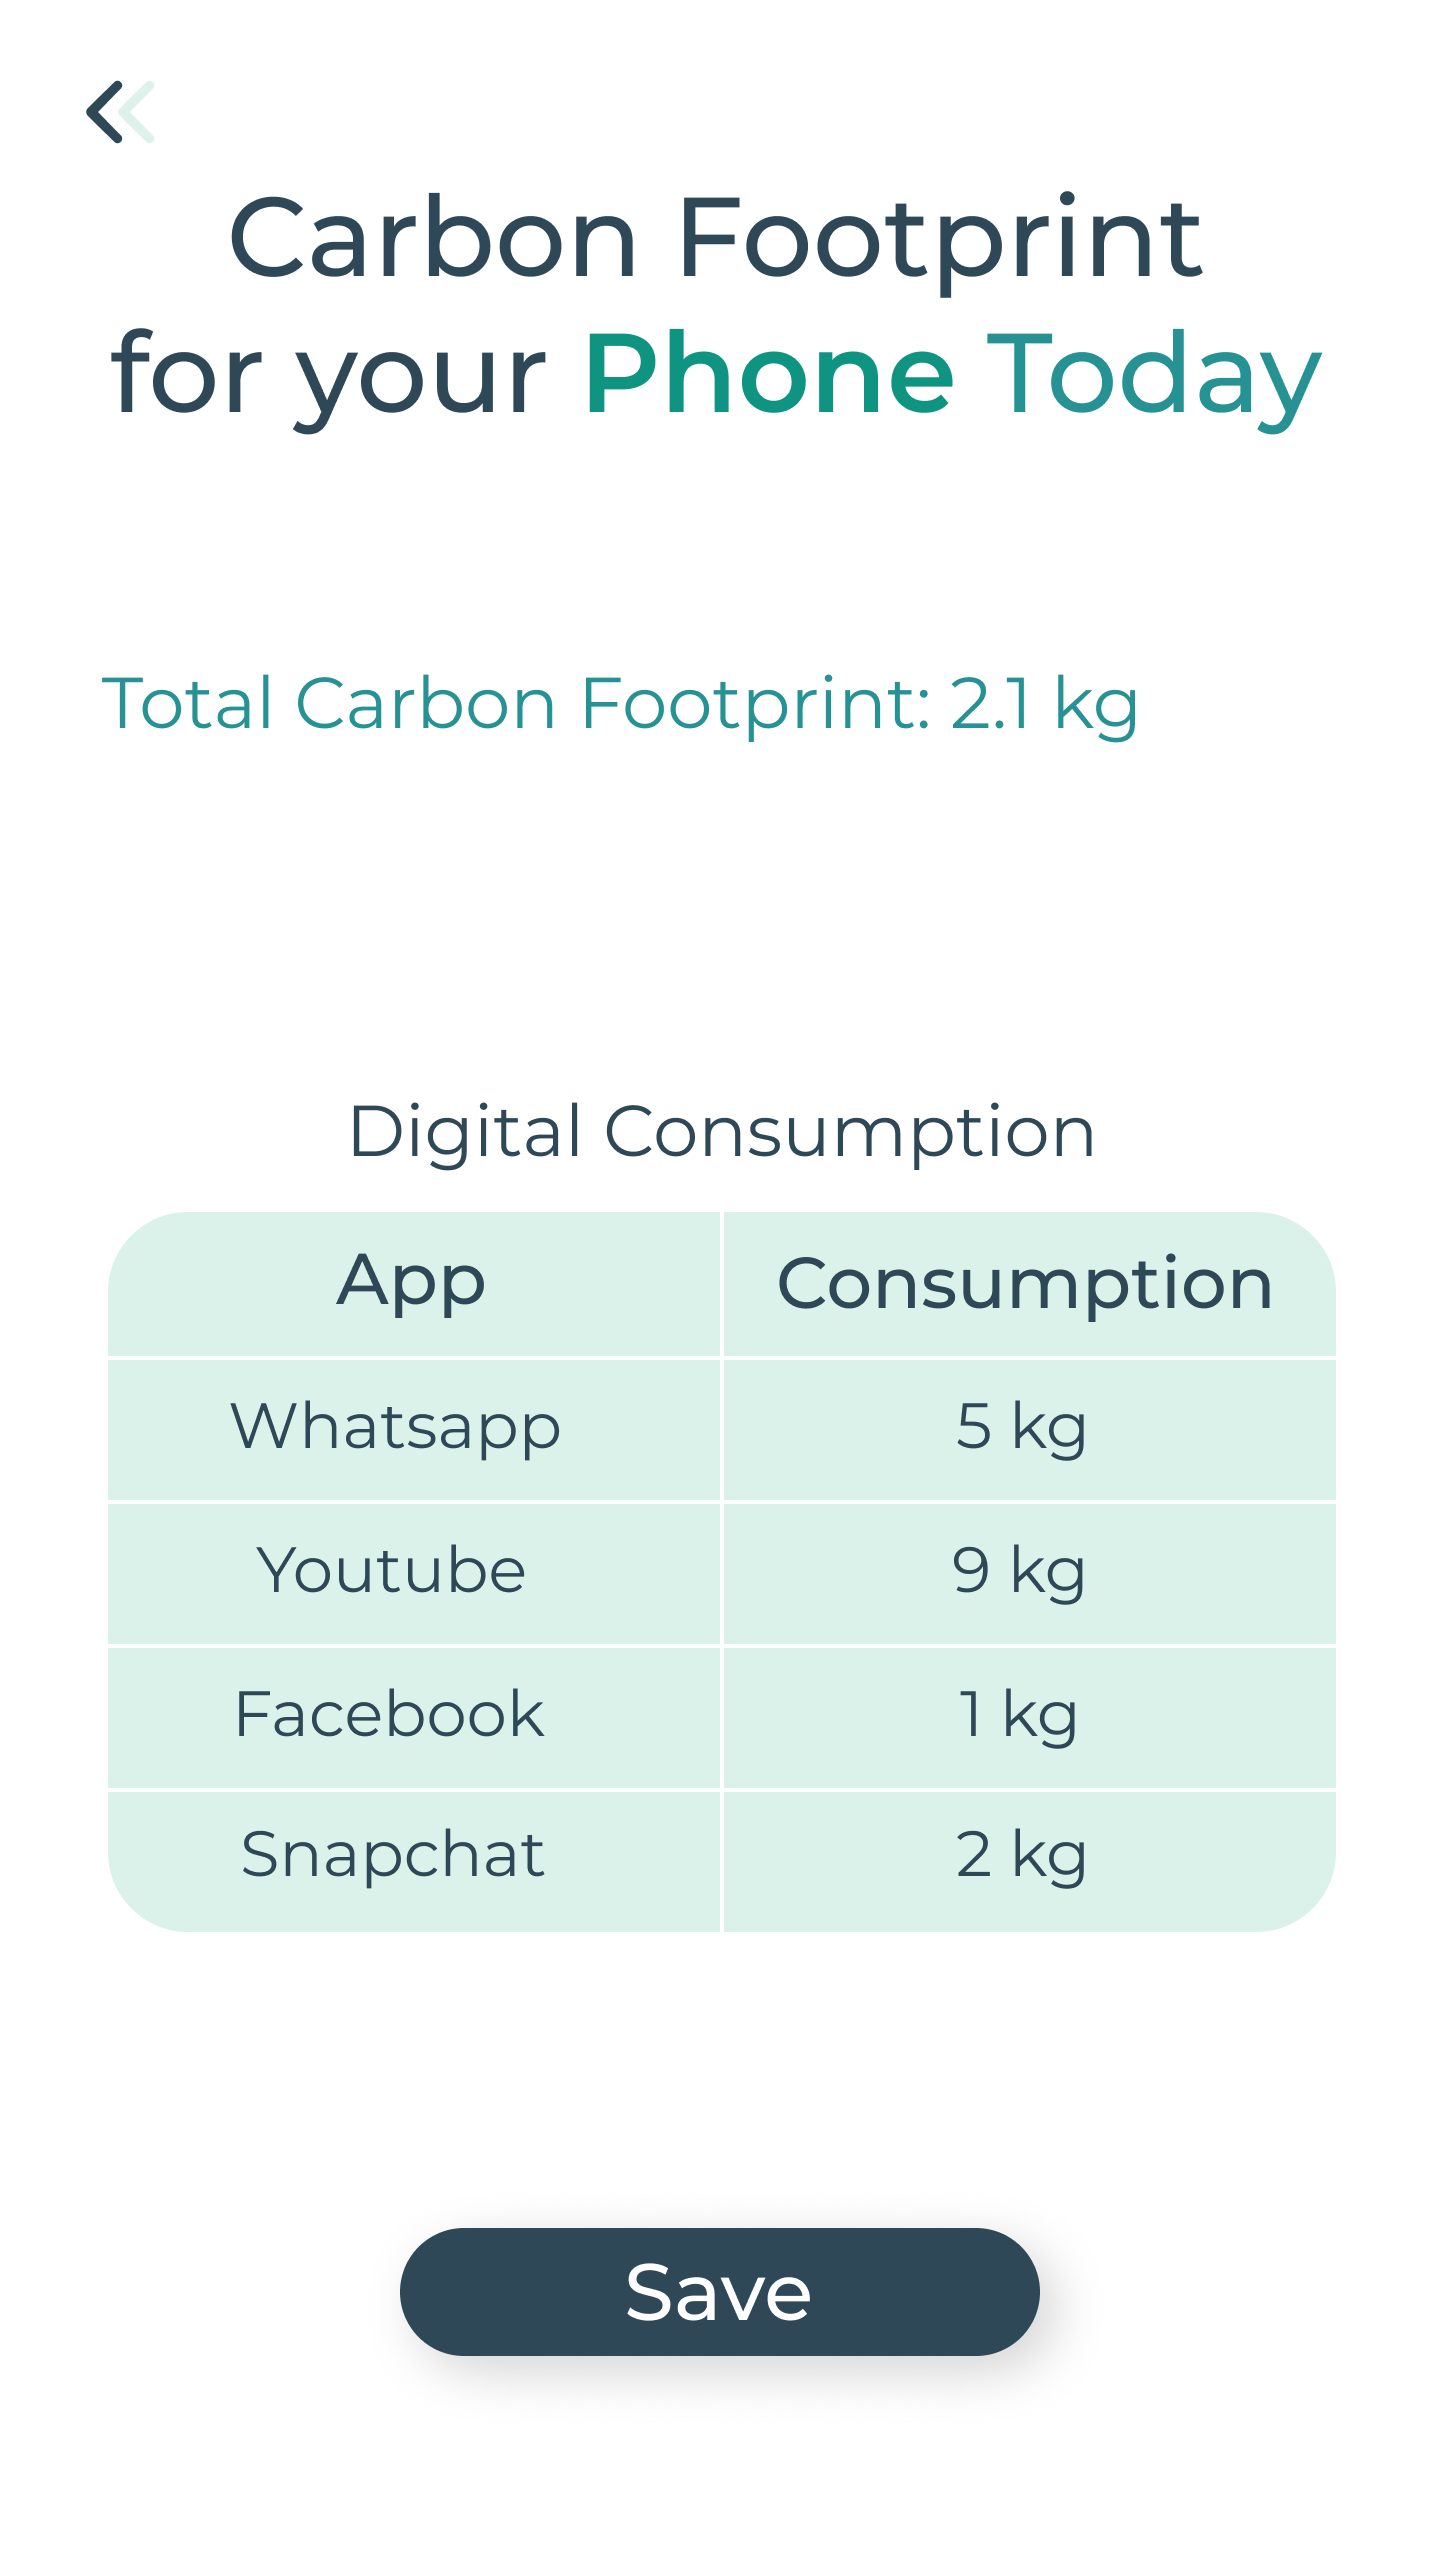 Carbon Footprint
for your Phone Today
Total Carbon Footprint: 2.1 kg
Digital Consumption
App Consumption
Whatsapp 5 kg
Youtube 9 kg
Facebook 1 kg
Snapchat 2 kg
Save